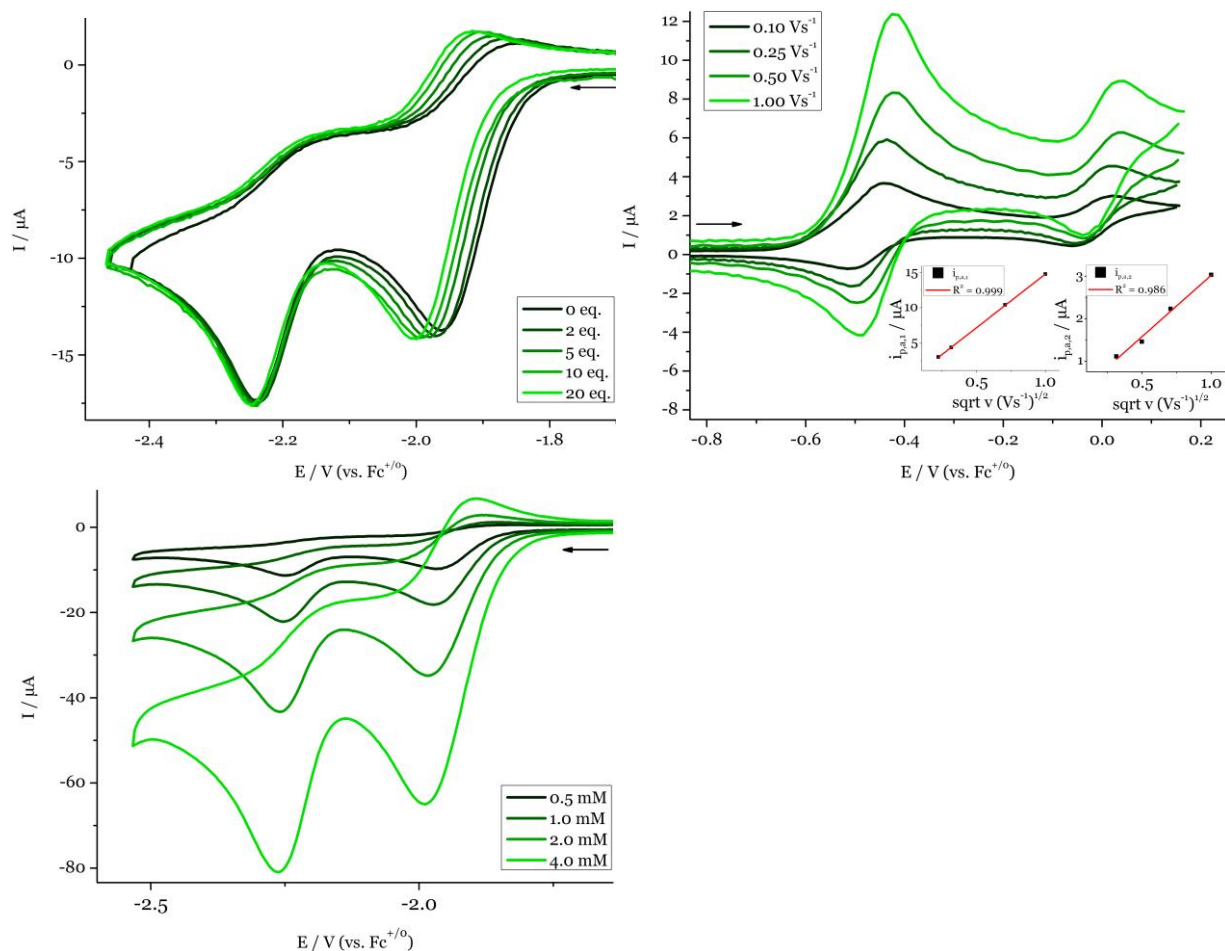 0
-5
-10
-15
I / µA
0 eq.
2 eq.
5 eq.
10 eq.
20 eq.
-2.4
-2.2
-2.0
-1.8
E / V (vs. Fc⁺/⁰)
12
10
8
6
4
2
0
-2
-4
-6
-8
I / µA
0.10 Vs⁻¹
0.25 Vs⁻¹
0.50 Vs⁻¹
1.00 Vs⁻¹
15
10
5
i p,a,1 / µA
i p,a,1
R² = 0.999
0.5
1.0
sqrt v (Vs⁻¹)¹/²
3
2
1
i p,a,2 / µA
i p,a,2
R² = 0.986
0.5
1.0
sqrt v (Vs⁻¹)¹/²
-0.8
-0.6
-0.4
-0.2
0.0
0.2
E / V (vs. Fc⁺/⁰)
0
-20
-40
-60
-80
I / µA
0.5 mM
1.0 mM
2.0 mM
4.0 mM
-2.5
-2.0
E / V (vs. Fc⁺/⁰)